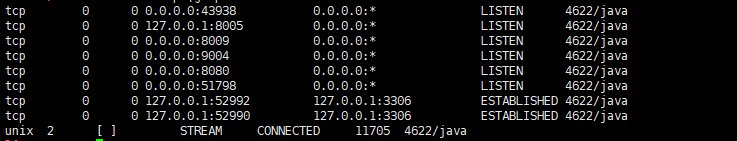 tcp 0 0 0.0.0.0:43938 0.0.0.0:* LISTEN 4622/java
tcp 0 0 127.0.0.1:8005 0.0.0.0:* LISTEN 4622/java
tcp 0 0 0.0.0.0:8009 0.0.0.0:* LISTEN 4622/java
tcp 0 0 0.0.0.0:9004 0.0.0.0:* LISTEN 4622/java
tcp 0 0 0.0.0.0:8080 0.0.0.0:* LISTEN 4622/java
tcp 0 0 0.0.0.0:51798 0.0.0.0:* LISTEN 4622/java
tcp 0 0 127.0.0.1:52992 127.0.0.1:3306 ESTABLISHED 4622/java
tcp 0 0 127.0.0.1:52990 127.0.0.1:3306 ESTABLISHED 4622/java
unix 2 [ ] STREAM CONNECTED 11705 4622/java